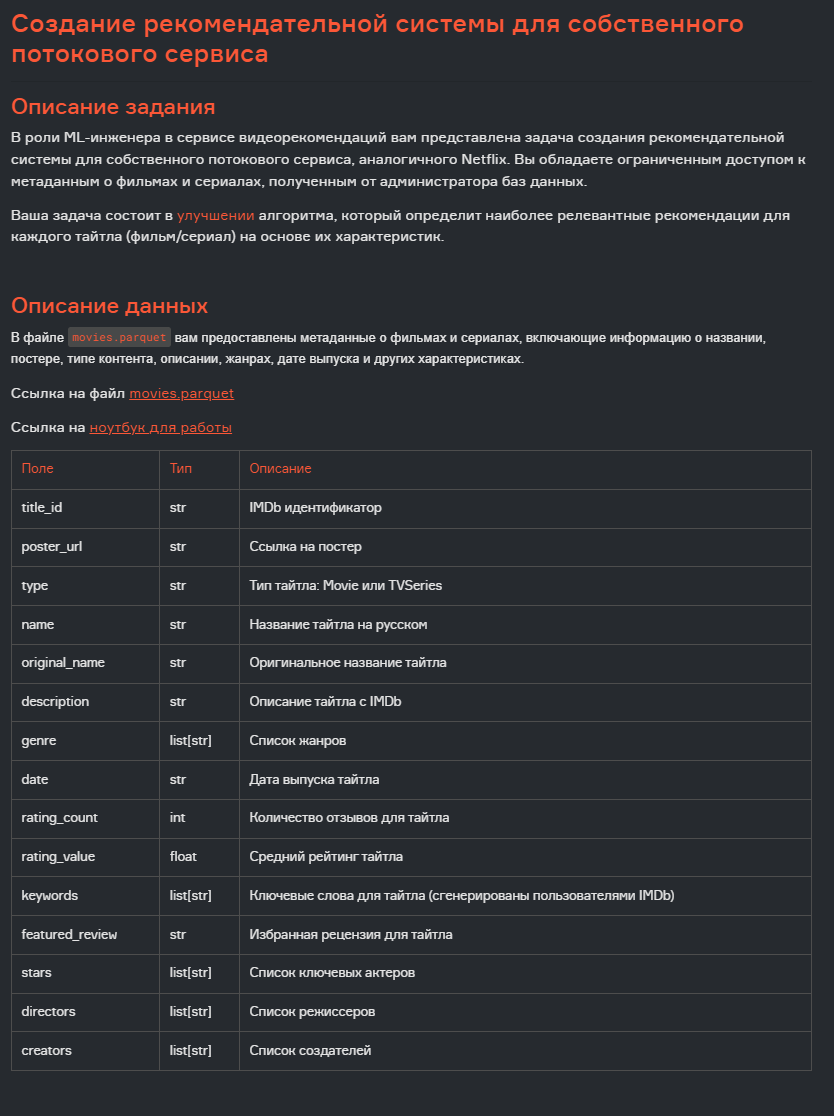 Создание рекомендательной системы для собственного
потокового сервиса
Описание задания
В роли ML-инженера в сервисе видеорекомендаций вам представлена задача создания рекомендательной
системы для собственного потокового сервиса, аналогичного Netflix. Вы обладаете ограниченным доступом к
метаданным о фильмах и сериалах, полученным от администратора баз данных.
Ваша задача состоит в улучшении алгоритма, который определит наиболее релевантные рекомендации для
каждого тайтла (фильм/сериал) на основе их характеристик.
Описание данных
В файле movies.parquet вам предоставлены метаданные о фильмах и сериалах, включающие информацию о названии,
постере, типе контента, описании, жанрах, дате выпуска и других характеристиках.
Ссылка на файл movies.parquet
Ссылка на ноутбук для работы
Поле Тип Описание
title_id str IMDb идентификатор
poster_url str Ссылка на постер
type str Тип тайтла: Movie или TVSeries
name str Название тайтла на русском
original_name str Оригинальное название тайтла
description str Описание тайтла с IMDb
genre list[str] Список жанров
date str Дата выпуска тайтла
rating_count int Количество отзывов для тайтла
rating_value float Средний рейтинг тайтла
keywords list[str] Ключевые слова для тайтла (сгенерированы пользователями IMDb)
featured_review str Избранная рецензия для тайтла
stars list[str] Список ключевых актеров
directors list[str] Список режиссеров
creators list[str] Список создателей